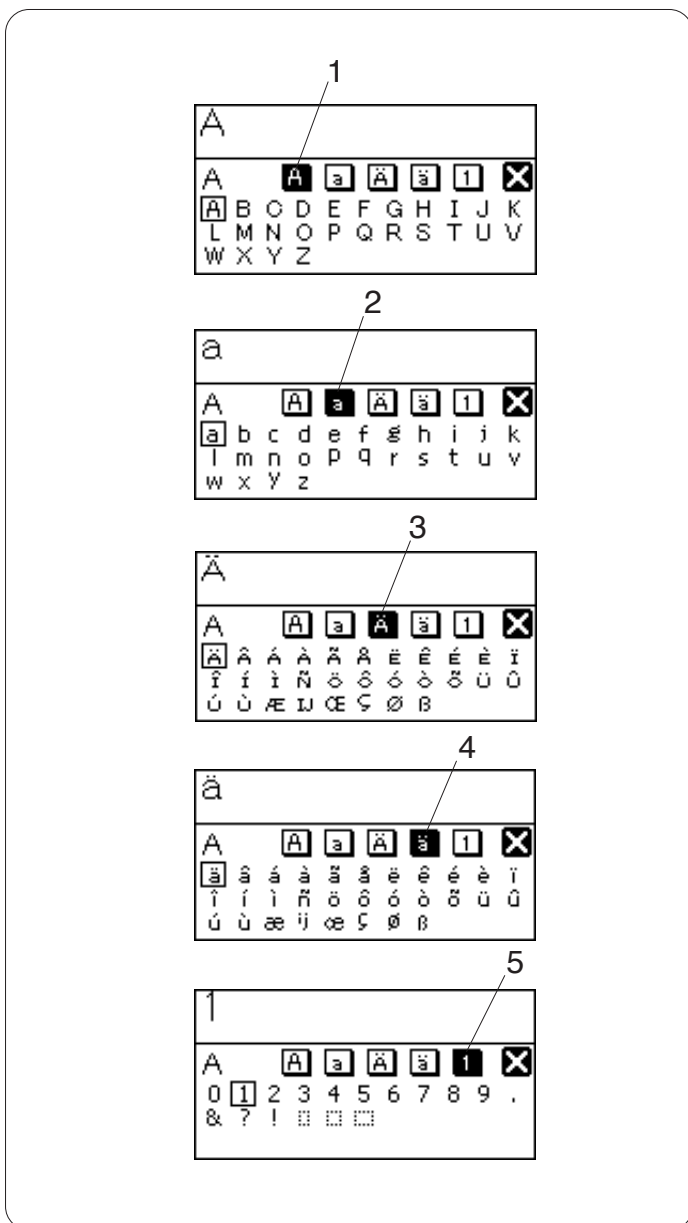 1
A
A A a Ä ä 1 X
A B C D E F G H I J K
L M N O P Q R S T U V
W X Y Z
2
a
A A a Ä ä 1 X
a b c d e f g h i j k
l m n o p q r s t u v
w x y z
3
Ä
A A a Ä ä 1 X
Ä Â Á À Ã Å Ë Ê É È Ï
Î Í Ì Ñ Ö Ô Ó Ò Õ Ü Û
Ú Ù Æ IJ Œ Ç Ø ß
4
ä
A A a Ä ä 1 X
ä â á à ã å ë ê é è ï
î í ì ñ ö ô ó ò õ ü û
ú ù æ ij œ ç ø ß
5
1
A A a Ä ä 1 X
0 1 2 3 4 5 6 7 8 9 .
& ? !